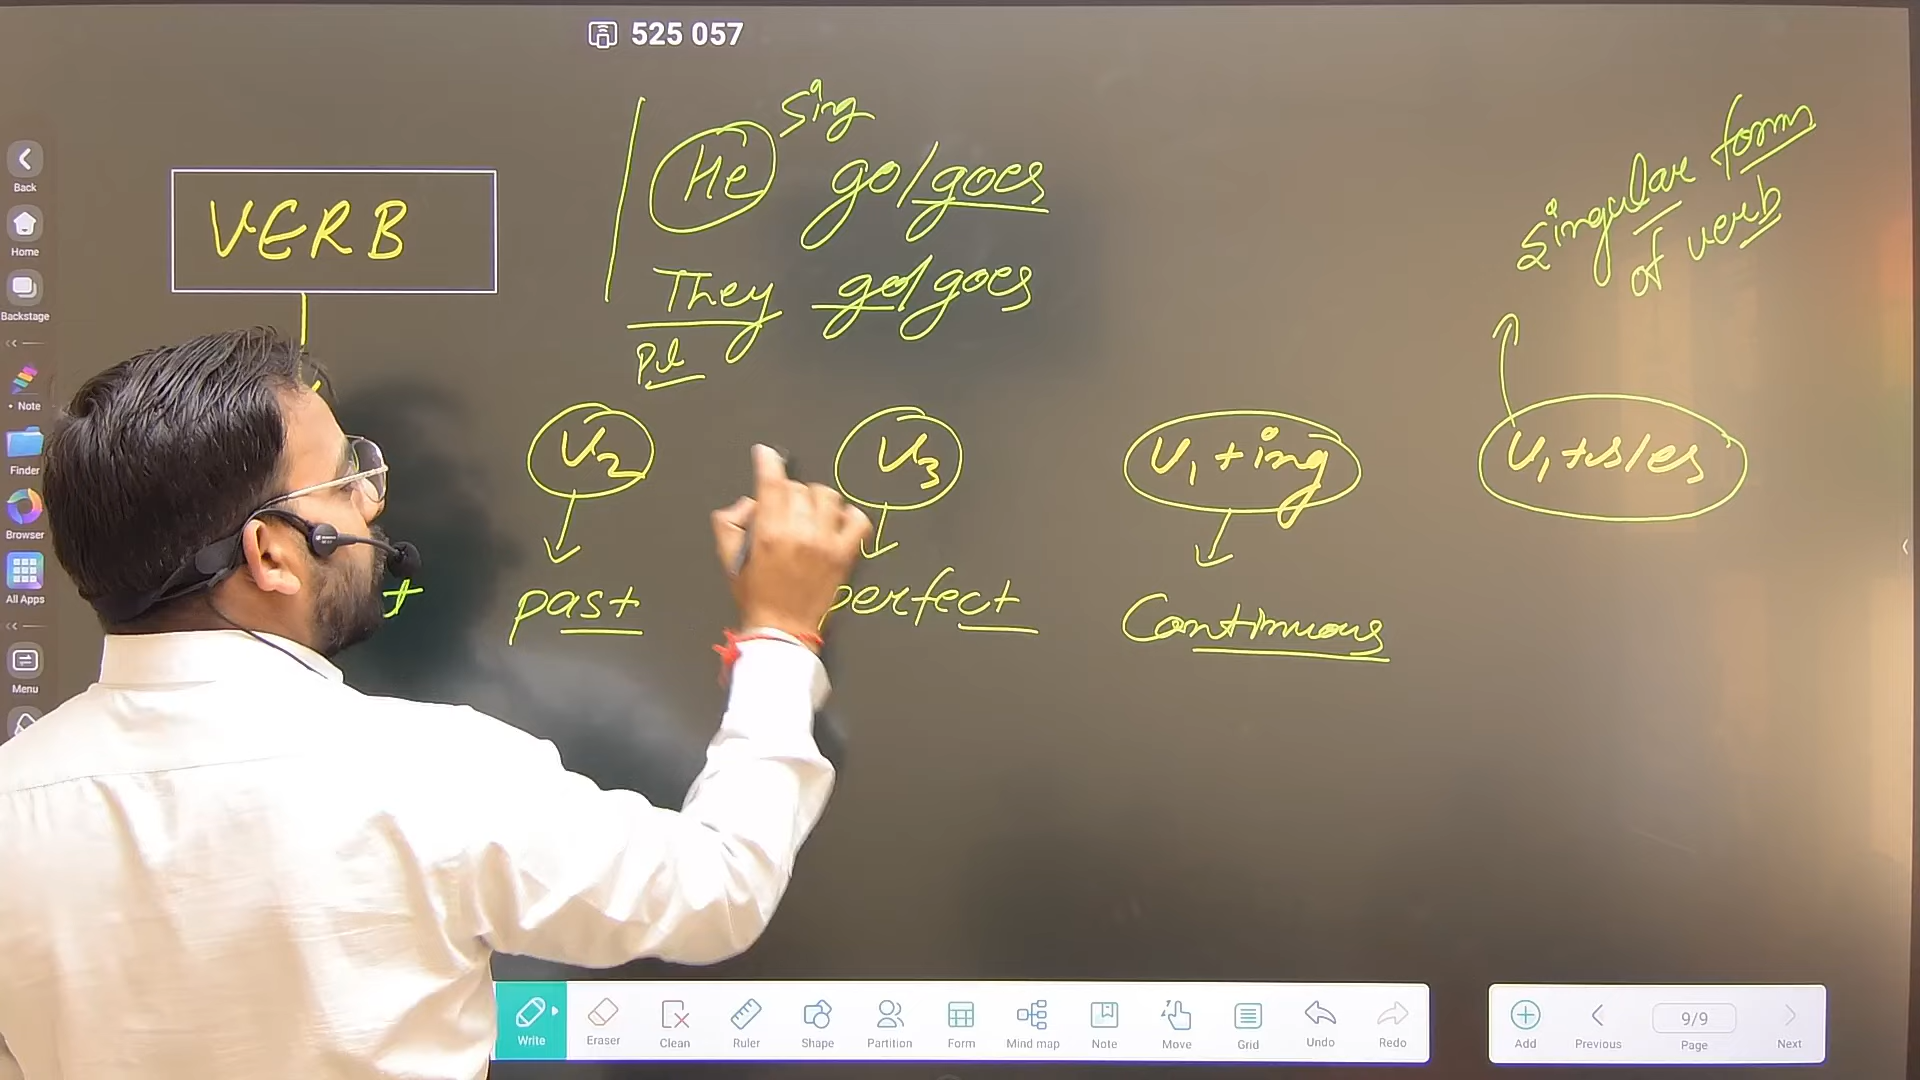 525 057
Back
Home
Backstage
Note
Finder
Browser
All Apps
Menu
VERB
Sing
He go/goes
They go/goes
Pl
singular form
of verb
V2
V3
V1 + ing
V1 + s/es
past
perfect
Continuous
Write
Eraser
Clean
Ruler
Shape
Partition
Form
Mind map
Note
Move
Grid
Undo
Redo
Add
Previous
9/9
Page
Next